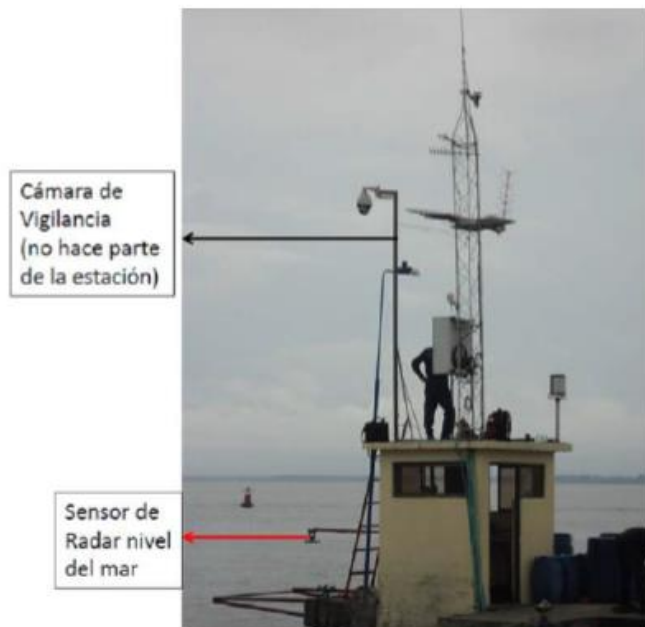 Cámara de
Vigilancia
(no hace parte
de la estación)
Sensor de
Radar nivel
del mar